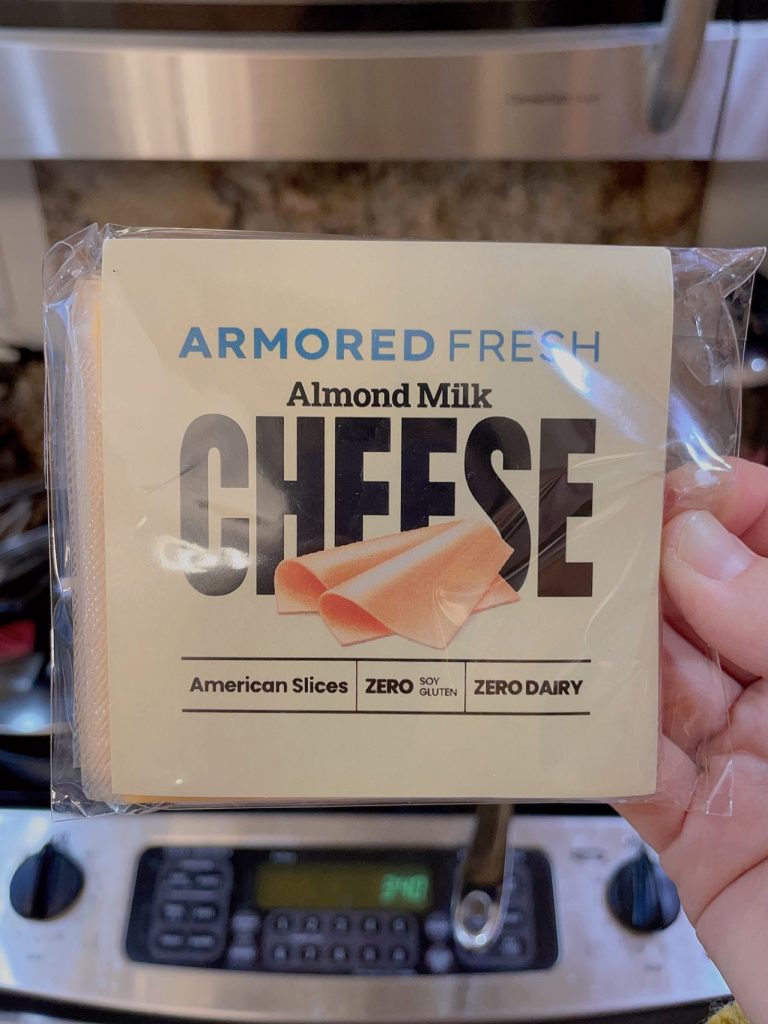 ARMORED FRESH
Almond Milk
CHEESE
American Slices
ZERO SOY GLUTEN
ZERO DAIRY